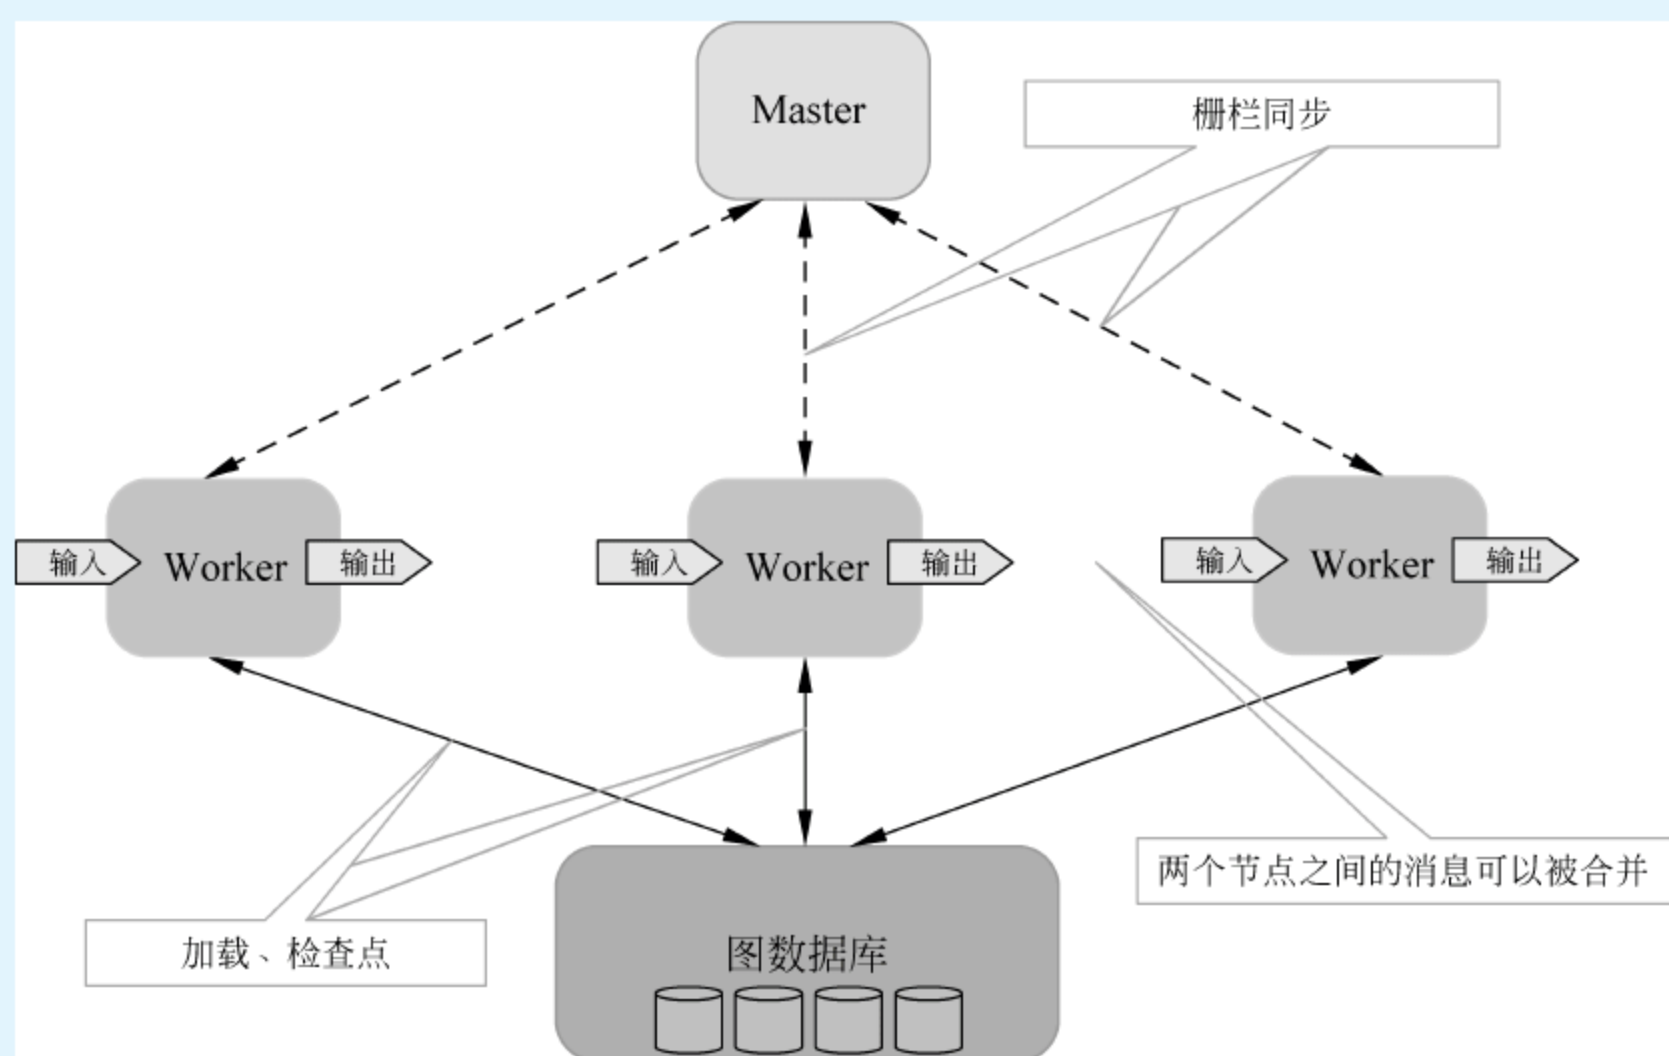 Master
栅栏同步
输入
Worker
输出
输入
Worker
输出
输入
Worker
输出
两个节点之间的消息可以被合并
加载、检查点
图数据库